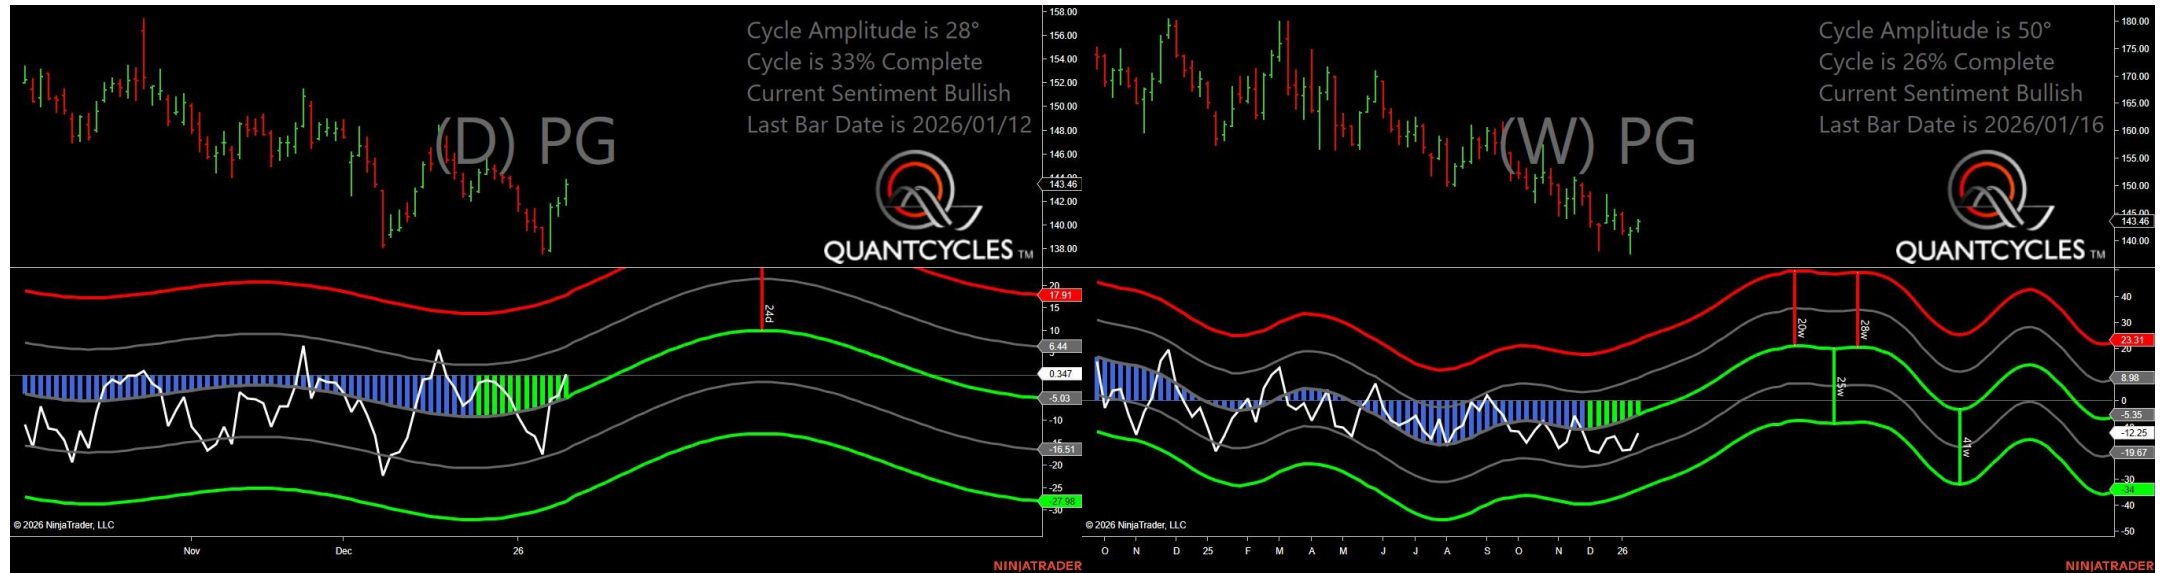 Cycle Amplitude is 28°
Cycle is 33% Complete
Current Sentiment Bullish
Last Bar Date is 2026/01/12
(D) PG
QUANTCYCLES TM
158.00
156.00
154.00
152.00
150.00
148.00
146.00
143.46
142.00
140.00
138.00
24d
20
17.91
15
10
6.44
0.347
-5.03
-10
-16.51
-20
-25
-27.98
-30
© 2026 NinjaTrader, LLC
Nov
Dec
26
NINJATRADER
Cycle Amplitude is 50°
Cycle is 26% Complete
Current Sentiment Bullish
Last Bar Date is 2026/01/16
(W) PG
QUANTCYCLES TM
180.00
175.00
170.00
165.00
160.00
155.00
150.00
143.46
140.00
20w
28w
25w
41w
40
30
23.31
20
8.98
0
-5.35
-12.25
-19.67
-30
-34
-40
-50
© 2026 NinjaTrader, LLC
O N D 25 F M A M J J A S O N D 26
NINJATRADER